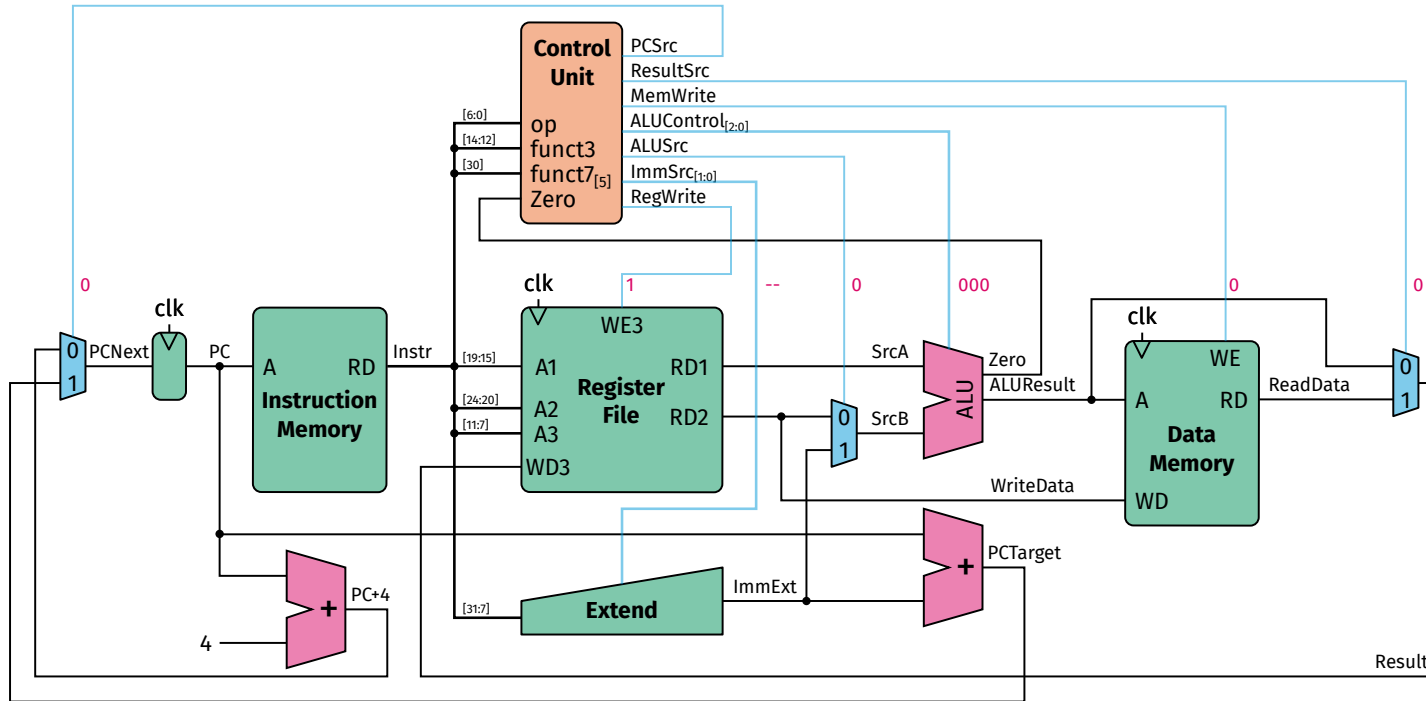 Control
Unit
PCSrc
ResultSrc
MemWrite
ALUControl[2:0]
ALUSrc
ImmSrc[1:0]
RegWrite
[6:0]
op
[14:12]
funct3
[30]
funct7[5]
Zero
0
1
--
0
000
0
0
clk
0
1
PCNext
PC
A
RD
Instruction
Memory
Instr
clk
WE3
[19:15]
A1
RD1
[24:20]
A2
RD2
[11:7]
A3
WD3
Register
File
SrcA
0
1
SrcB
ALU
Zero
ALUResult
clk
WE
A
RD
Data
Memory
WD
ReadData
0
1
WriteData
PCTarget
+
PC+4
+
4
[31:7]
Extend
ImmExt
Result